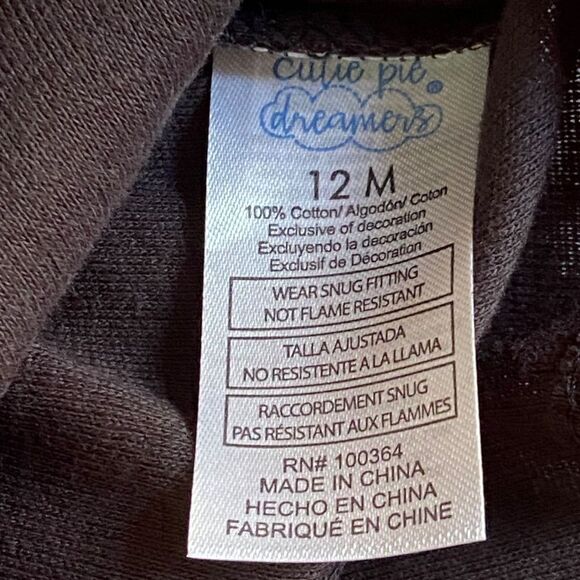 cutie pie
dreamers®
12 M
100% Cotton/ Algodón/ Coton
Exclusive of decoration
Excluyendo la decoración
Exclusif de Décoration
WEAR SNUG FITTING
NOT FLAME RESISTANT
TALLA AJUSTADA
NO RESISTENTE A LA LLAMA
RACCORDEMENT SNUG
PAS RÉSISTANT AUX FLAMMES
RN# 100364
MADE IN CHINA
HECHO EN CHINA
FABRIQUÉ EN CHINE